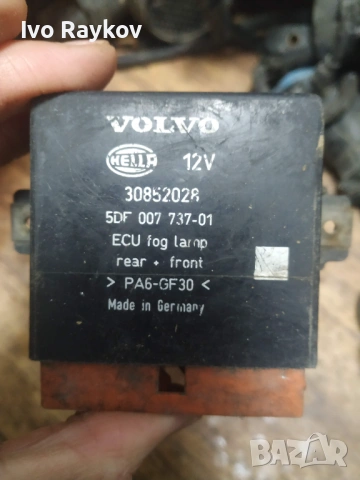 Ivo Raykov
VOLVO
HELLA 12V
30852028
5DF 007 737-01
ECU fog lamp
rear + front
> PA6-GF30 <
Made in Germany
BAZAR